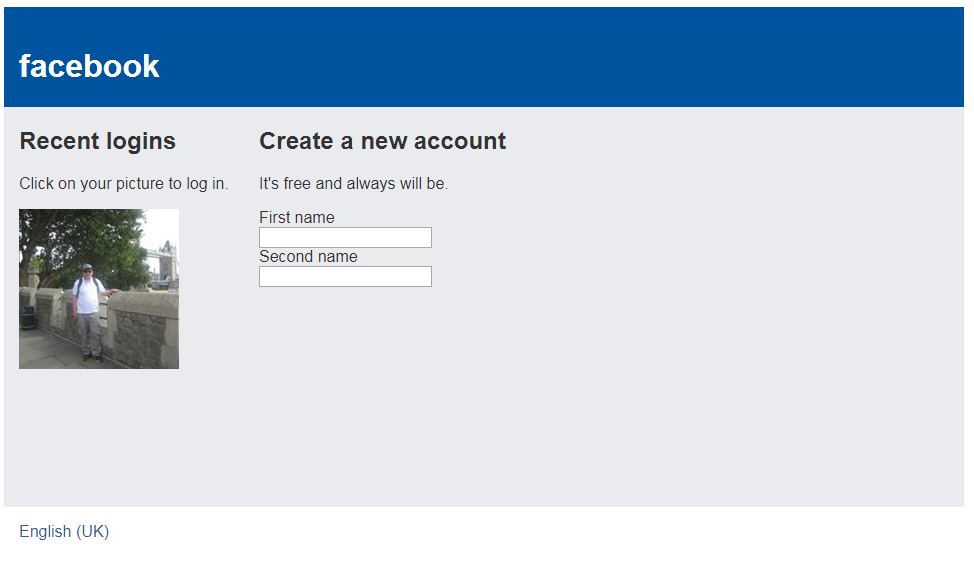 facebook
Recent logins
Click on your picture to log in.
Create a new account
It's free and always will be.
First name
Second name
English (UK)